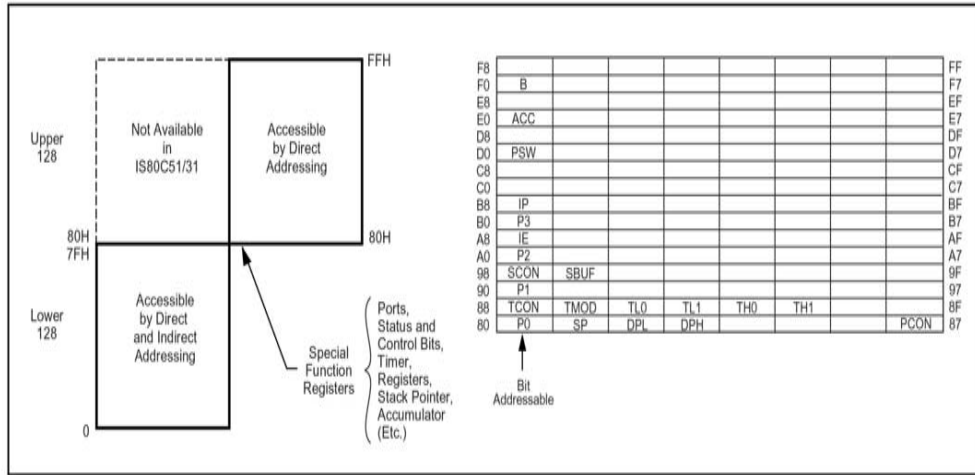 FFH
Upper
128
Not Available
in
IS80C51/31
Accessible
by Direct
Addressing
80H
7FH
80H
Lower
128
Accessible
by Direct
and Indirect
Addressing
0
Special
Function
Registers
Ports,
Status and
Control Bits,
Timer,
Registers,
Stack Pointer,
Accumulator
(Etc.)
F8 FF
F0 B F7
E8 EF
E0 ACC E7
D8 DF
D0 PSW D7
C8 CF
C0 C7
B8 IP BF
B0 P3 B7
A8 IE AF
A0 P2 A7
98 SCON SBUF 9F
90 P1 97
88 TCON TMOD TL0 TL1 TH0 TH1 8F
80 P0 SP DPL DPH PCON 87
Bit
Addressable